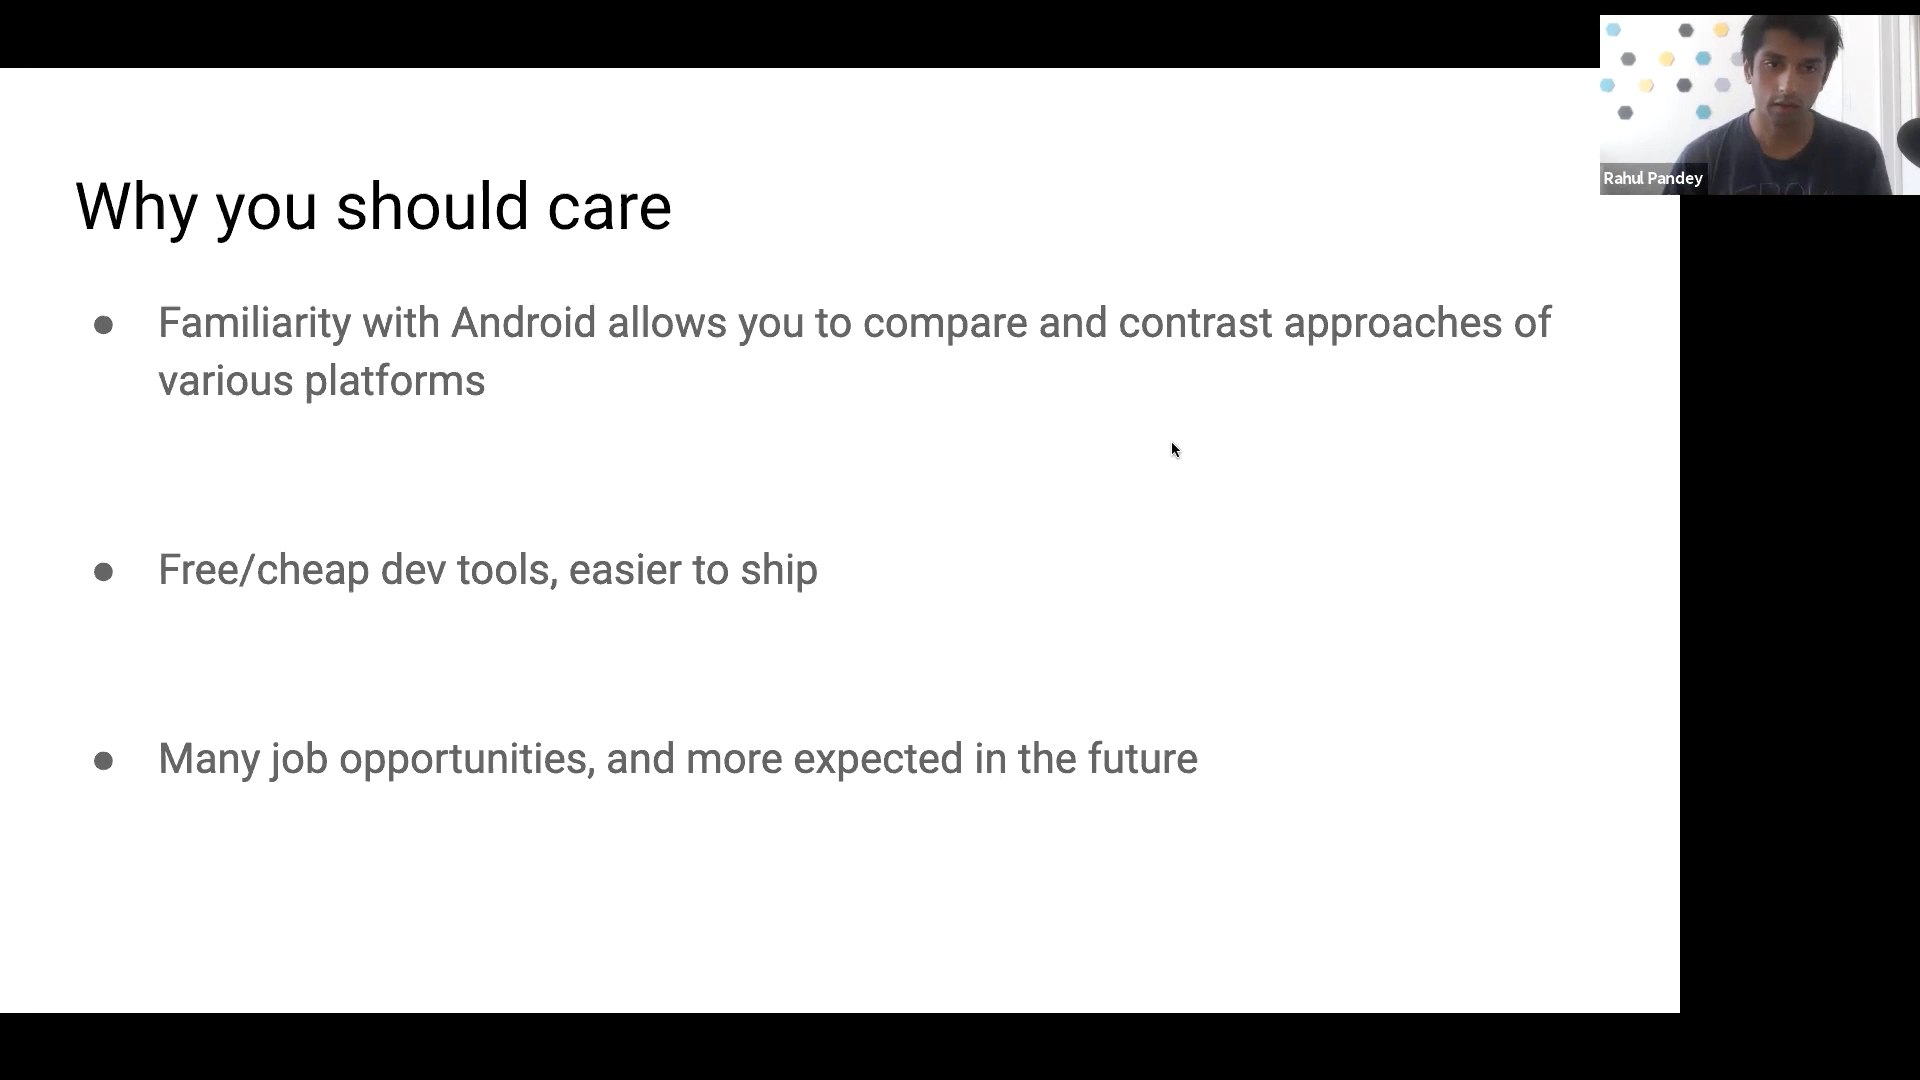 Why you should care
● Familiarity with Android allows you to compare and contrast approaches of
various platforms
● Free/cheap dev tools, easier to ship
● Many job opportunities, and more expected in the future
Rahul Pandey